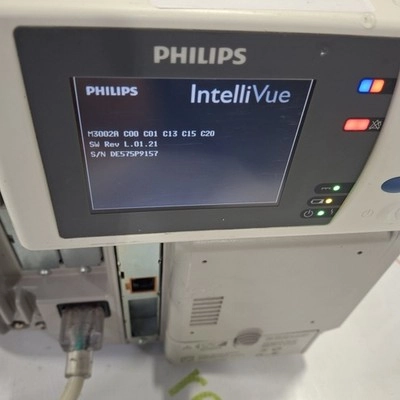 PHILIPS
PHILIPS IntelliVue
M3002A C00 C01 C13 C15 C20
SW Rev L.01.21
S/N DE575P9157